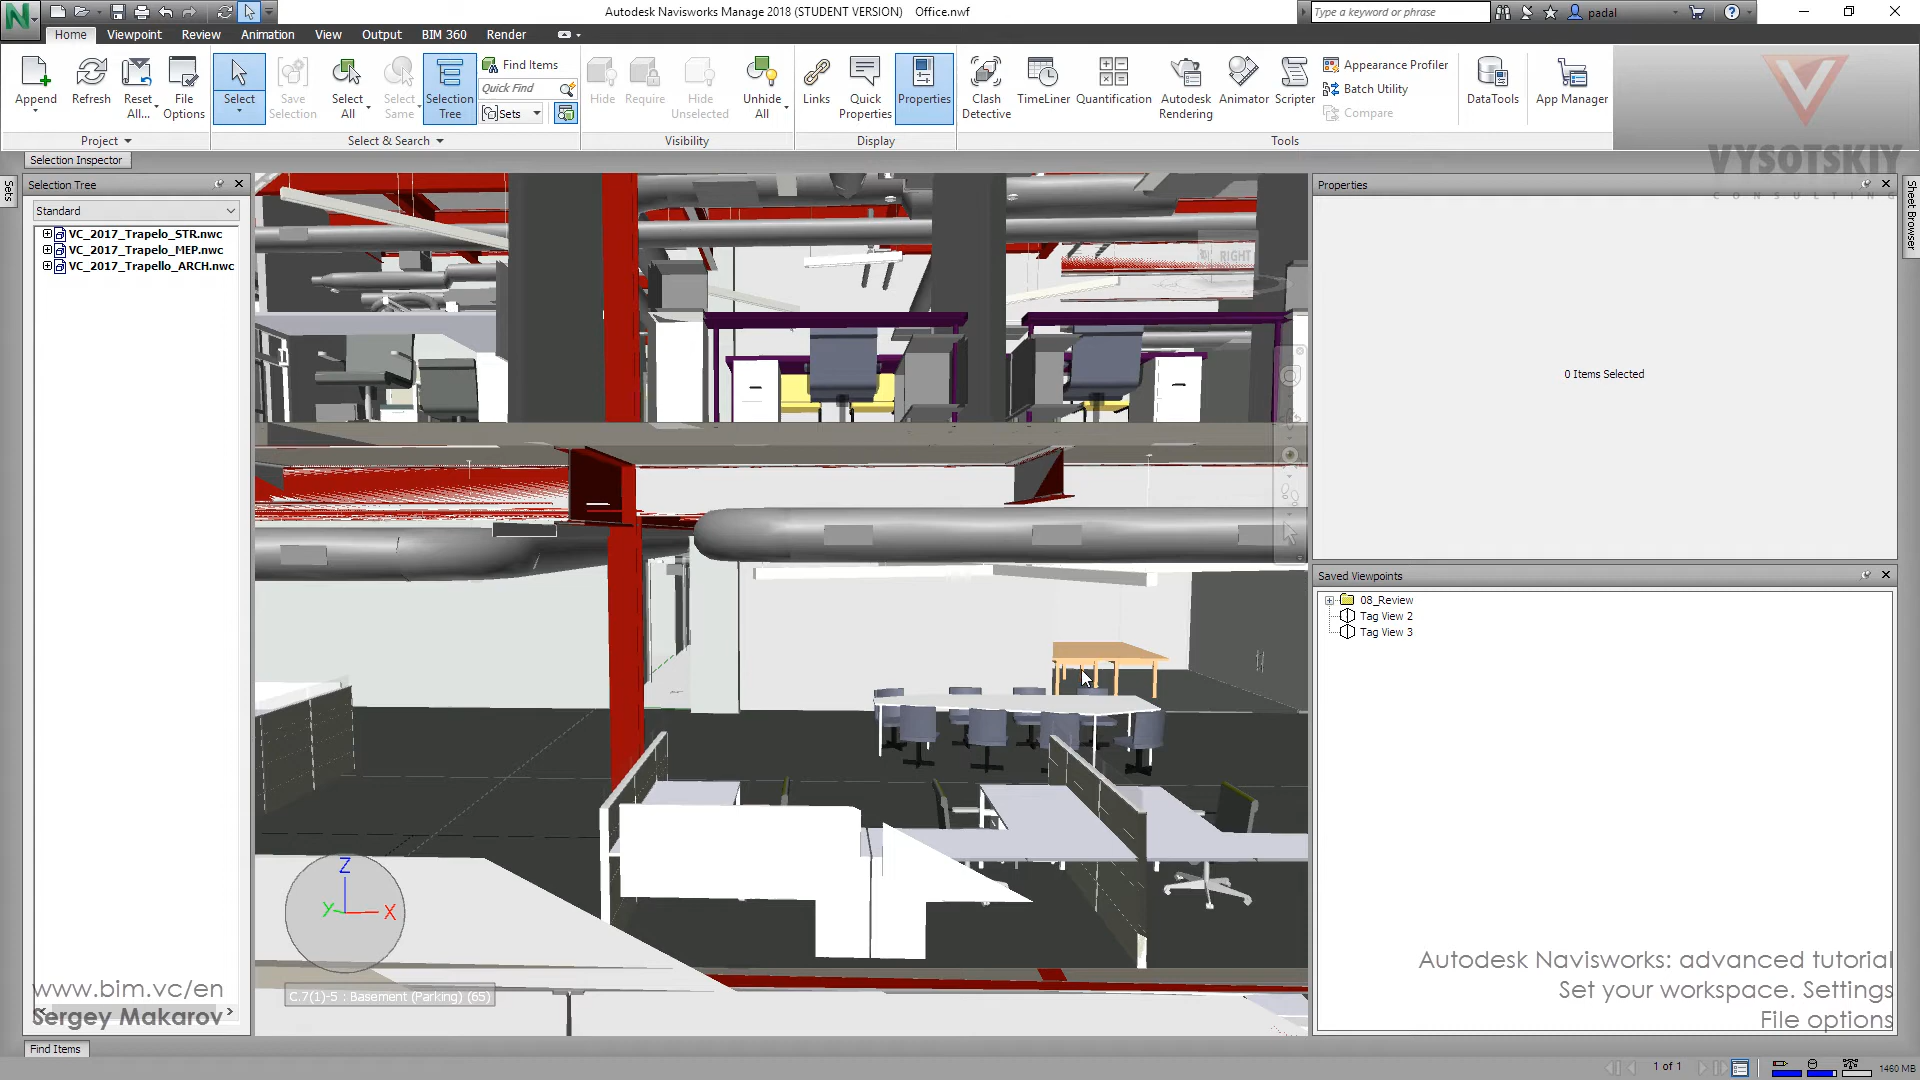 Autodesk Navisworks Manage 2018 (STUDENT VERSION) Office.nwf
Type a keyword or phrase
padal
Home Viewpoint Review Animation View Output BIM 360 Render
Append
Refresh
Reset All...
File Options
Select
Save Selection
Select All
Select Same
Selection Tree
Find Items
Quick Find
Sets
Hide
Require
Hide Unselected
Unhide All
Links
Quick Properties
Properties
Clash Detective
TimeLiner
Quantification
Autodesk Rendering
Animator
Scripter
Appearance Profiler
Batch Utility
Compare
DataTools
App Manager
Project
Select & Search
Visibility
Display
Tools
VYSOTSKIY
CONSULTING
Selection Inspector
Sets
Selection Tree
Standard
VC_2017_Trapelo_STR.nwc
VC_2017_Trapelo_MEP.nwc
VC_2017_Trapello_ARCH.nwc
RIGHT
Properties
0 Items Selected
Sheet Browser
Saved Viewpoints
08_Review
Tag View 2
Tag View 3
Z
Y
X
C.7(1)-5 : Basement (Parking) (65)
www.bim.vc/en
Sergey Makarov
Autodesk Navisworks: advanced tutorial
Set your workspace. Settings
File options
Find Items
1 of 1
1460 MB